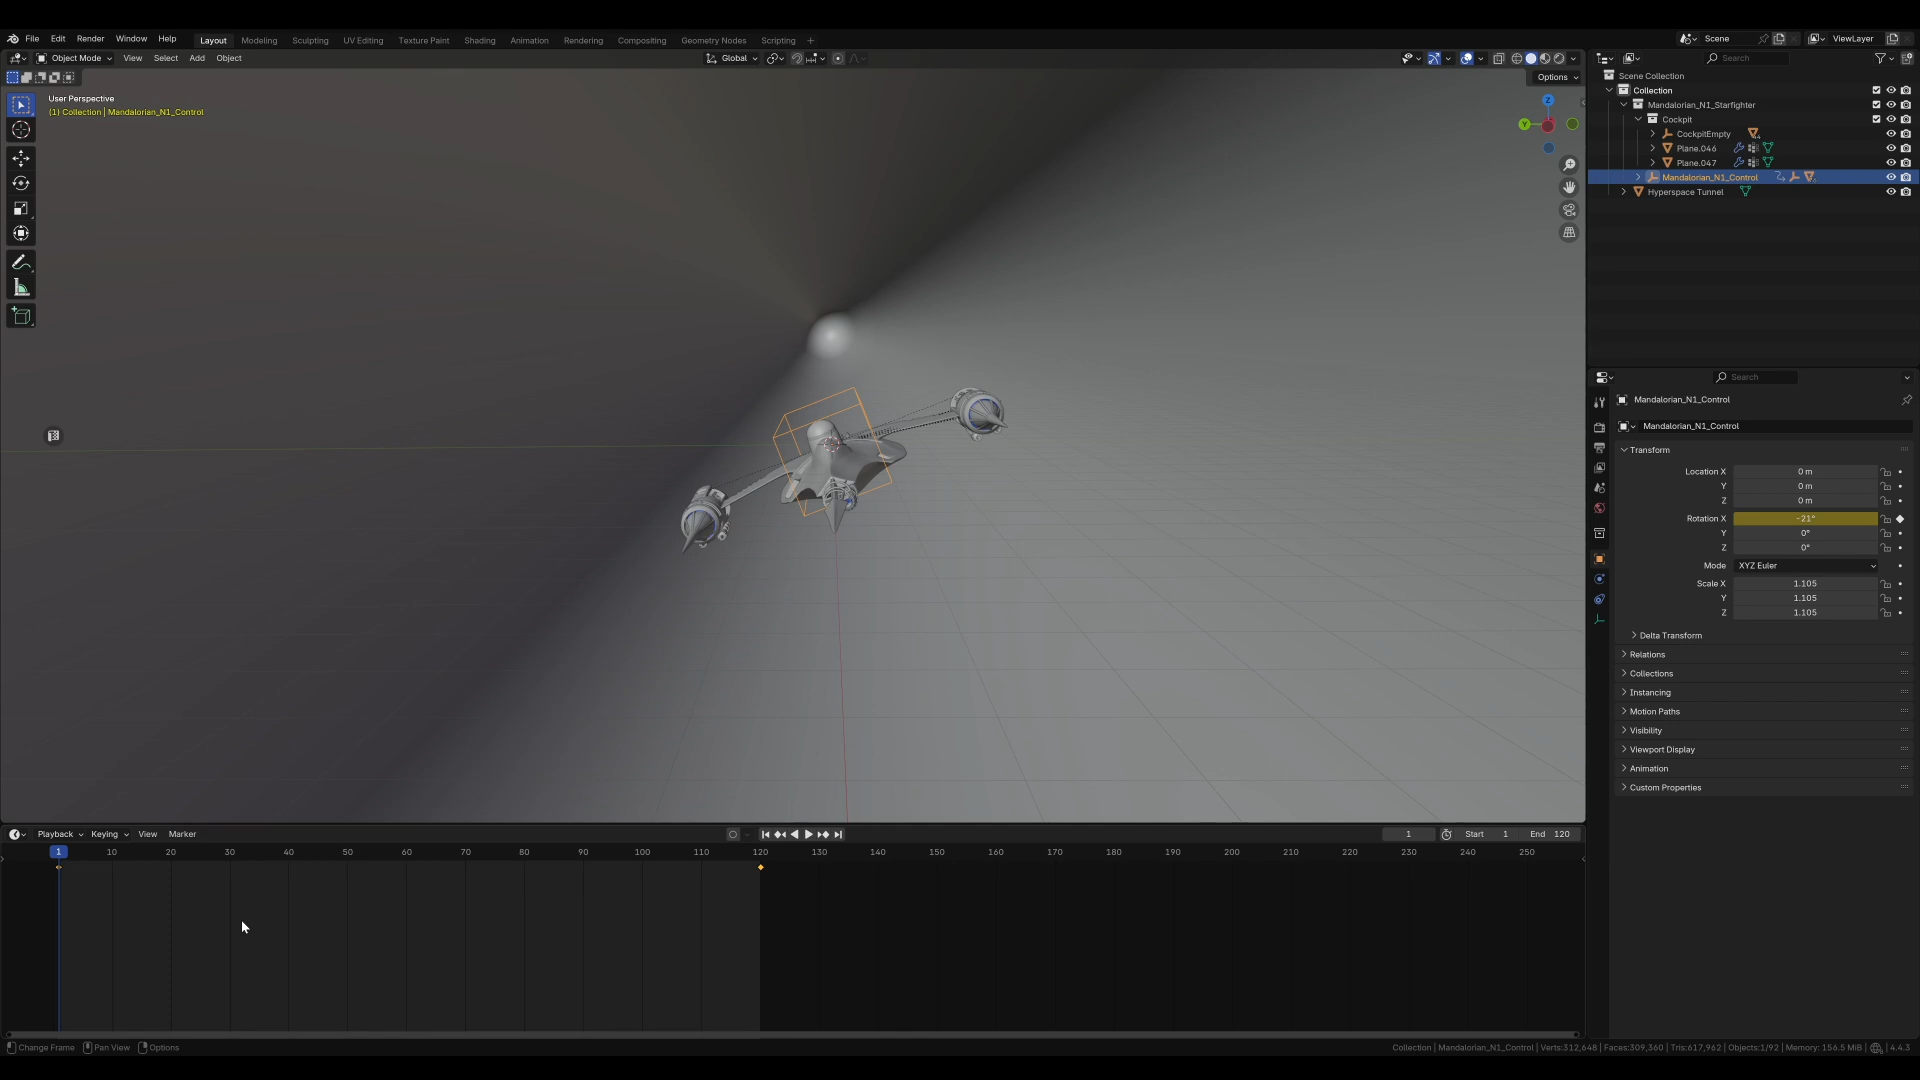 File Edit Render Window Help Layout Modeling Sculpting UV Editing Texture Paint Shading Animation Rendering Compositing Geometry Nodes Scripting + Scene ViewLayer
Object Mode View Select Add Object Global Search
Options
User Perspective
(1) Collection | Mandalorian_N1_Control
Z
Y
Scene Collection
Collection
Mandalorian_N1_Starfighter
Cockpit
CockpitEmpty
Plane.046
Plane.047
Mandalorian_N1_Control
Hyperspace Tunnel
Search
Mandalorian_N1_Control
Mandalorian_N1_Control
Transform
Location X 0 m
Y 0 m
Z 0 m
Rotation X -21°
Y 0°
Z 0°
Mode XYZ Euler
Scale X 1.105
Y 1.105
Z 1.105
Delta Transform
Relations
Collections
Instancing
Motion Paths
Visibility
Viewport Display
Animation
Custom Properties
Playback Keying View Marker 1 Start 1 End 120
1 10 20 30 40 50 60 70 80 90 100 110 120 130 140 150 160 170 180 190 200 210 220 230 240 250
Change Frame Pan View Options Collection | Mandalorian_N1_Control | Verts:312,648 | Faces:309,360 | Tris:617,962 | Objects:1/92 | Memory: 156.5 MiB | 4.4.3